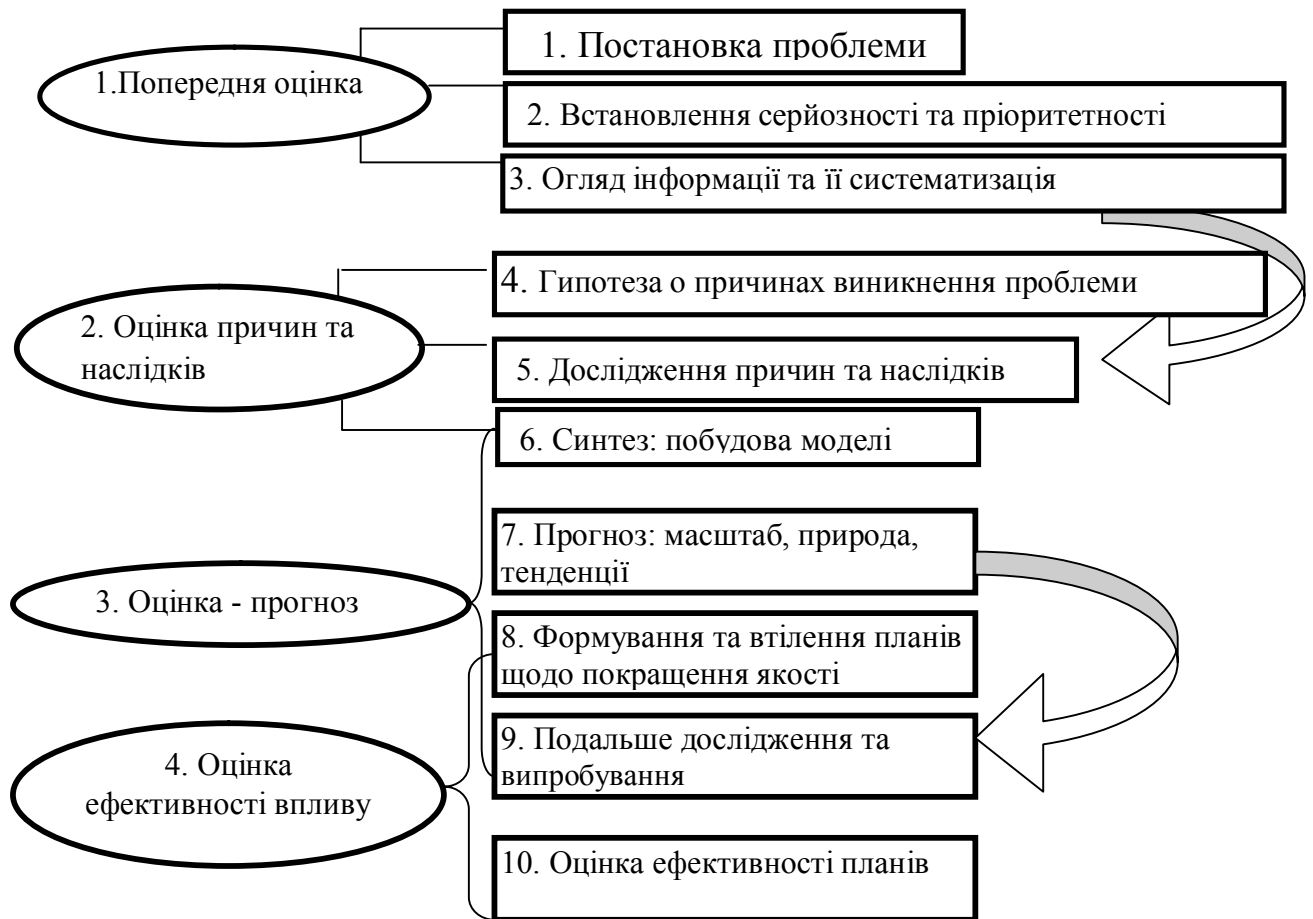 1. Постановка проблеми
1.Попередня оцінка
2. Встановлення серйозності та пріоритетності
3. Огляд інформації та її систематизація
4. Гипотеза о причинах виникнення проблеми
2. Оцінка причин та
наслідків
5. Дослідження причин та наслідків
6. Синтез: побудова моделі
7. Прогноз: масштаб, природа,
тенденції
3. Оцінка - прогноз
8. Формування та втілення планів
щодо покращення якості
9. Подальше дослідження та
випробування
4. Оцінка
ефективності впливу
10. Оцінка ефективності планів